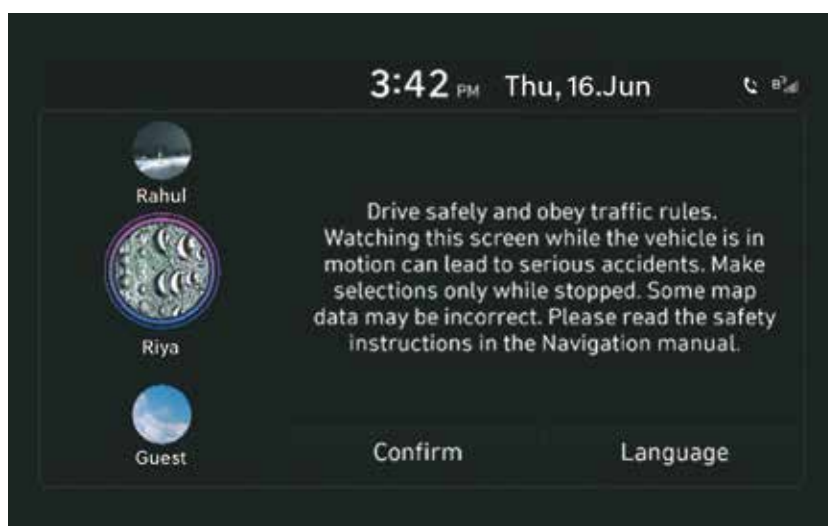 3:42 PM Thu, 16.Jun
Rahul
Riya
Guest
Drive safely and obey traffic rules.
Watching this screen while the vehicle is in
motion can lead to serious accidents. Make
selections only while stopped. Some map
data may be incorrect. Please read the safety
instructions in the Navigation manual.
Confirm
Language